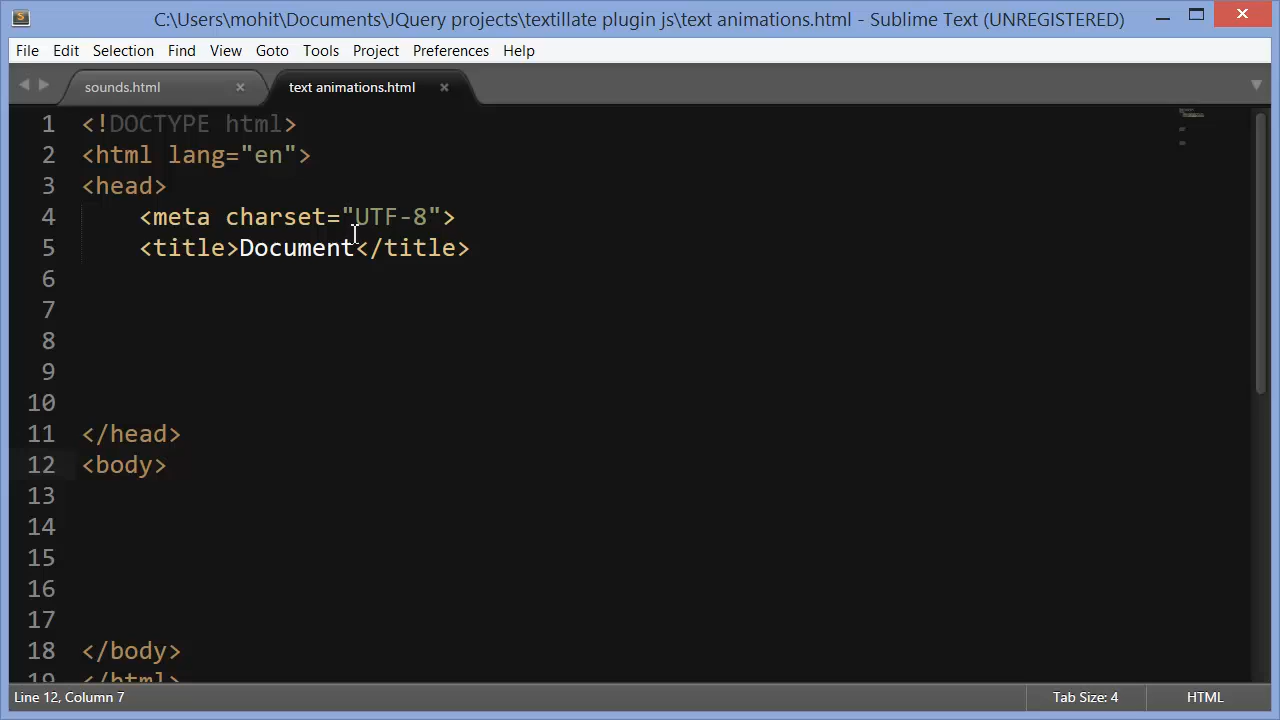 C:\Users\mohit\Documents\JQuery projects\textillate plugin js\text animations.html - Sublime Text (UNREGISTERED)
File Edit Selection Find View Goto Tools Project Preferences Help
sounds.html × text animations.html ×
1 <!DOCTYPE html>
2 <html lang="en">
3 <head>
4 <meta charset="UTF-8">
5 <title>Document</title>
6
7
8
9
10
11 </head>
12 <body>
13
14
15
16
17
18 </body>
19 </html>
Line 12, Column 7 Tab Size: 4 HTML